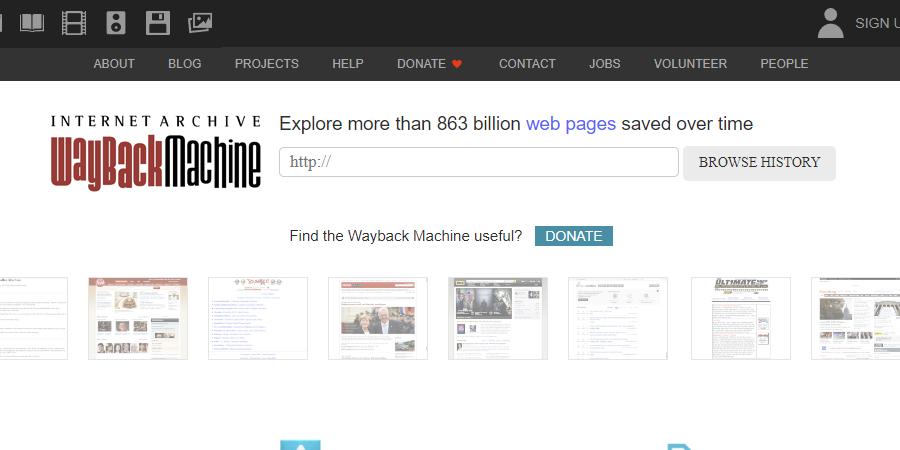 SIGN U
ABOUT BLOG PROJECTS HELP DONATE CONTACT JOBS VOLUNTEER PEOPLE
INTERNET ARCHIVE
WayBackMachine
Explore more than 863 billion web pages saved over time
http://
BROWSE HISTORY
Find the Wayback Machine useful? DONATE
ULTIMATE